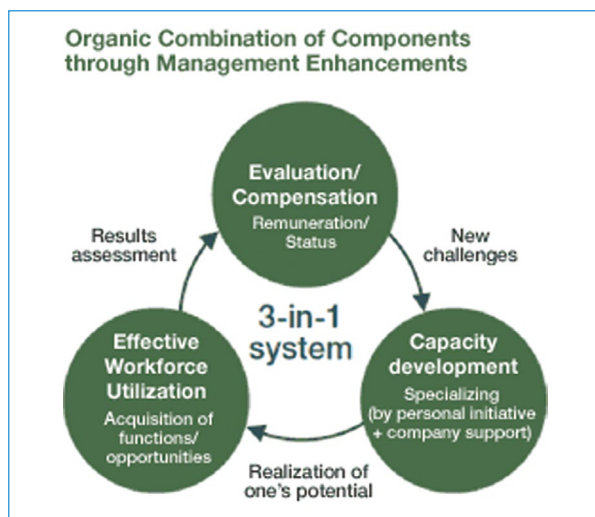 Organic Combination of Components
through Management Enhancements
Evaluation/
Compensation
Remuneration/
Status
Results
assessment
New
challenges
3-in-1
system
Effective
Workforce
Utilization
Acquisition of
functions/
opportunities
Capacity
development
Specializing
(by personal initiative
+ company support)
Realization of
one's potential